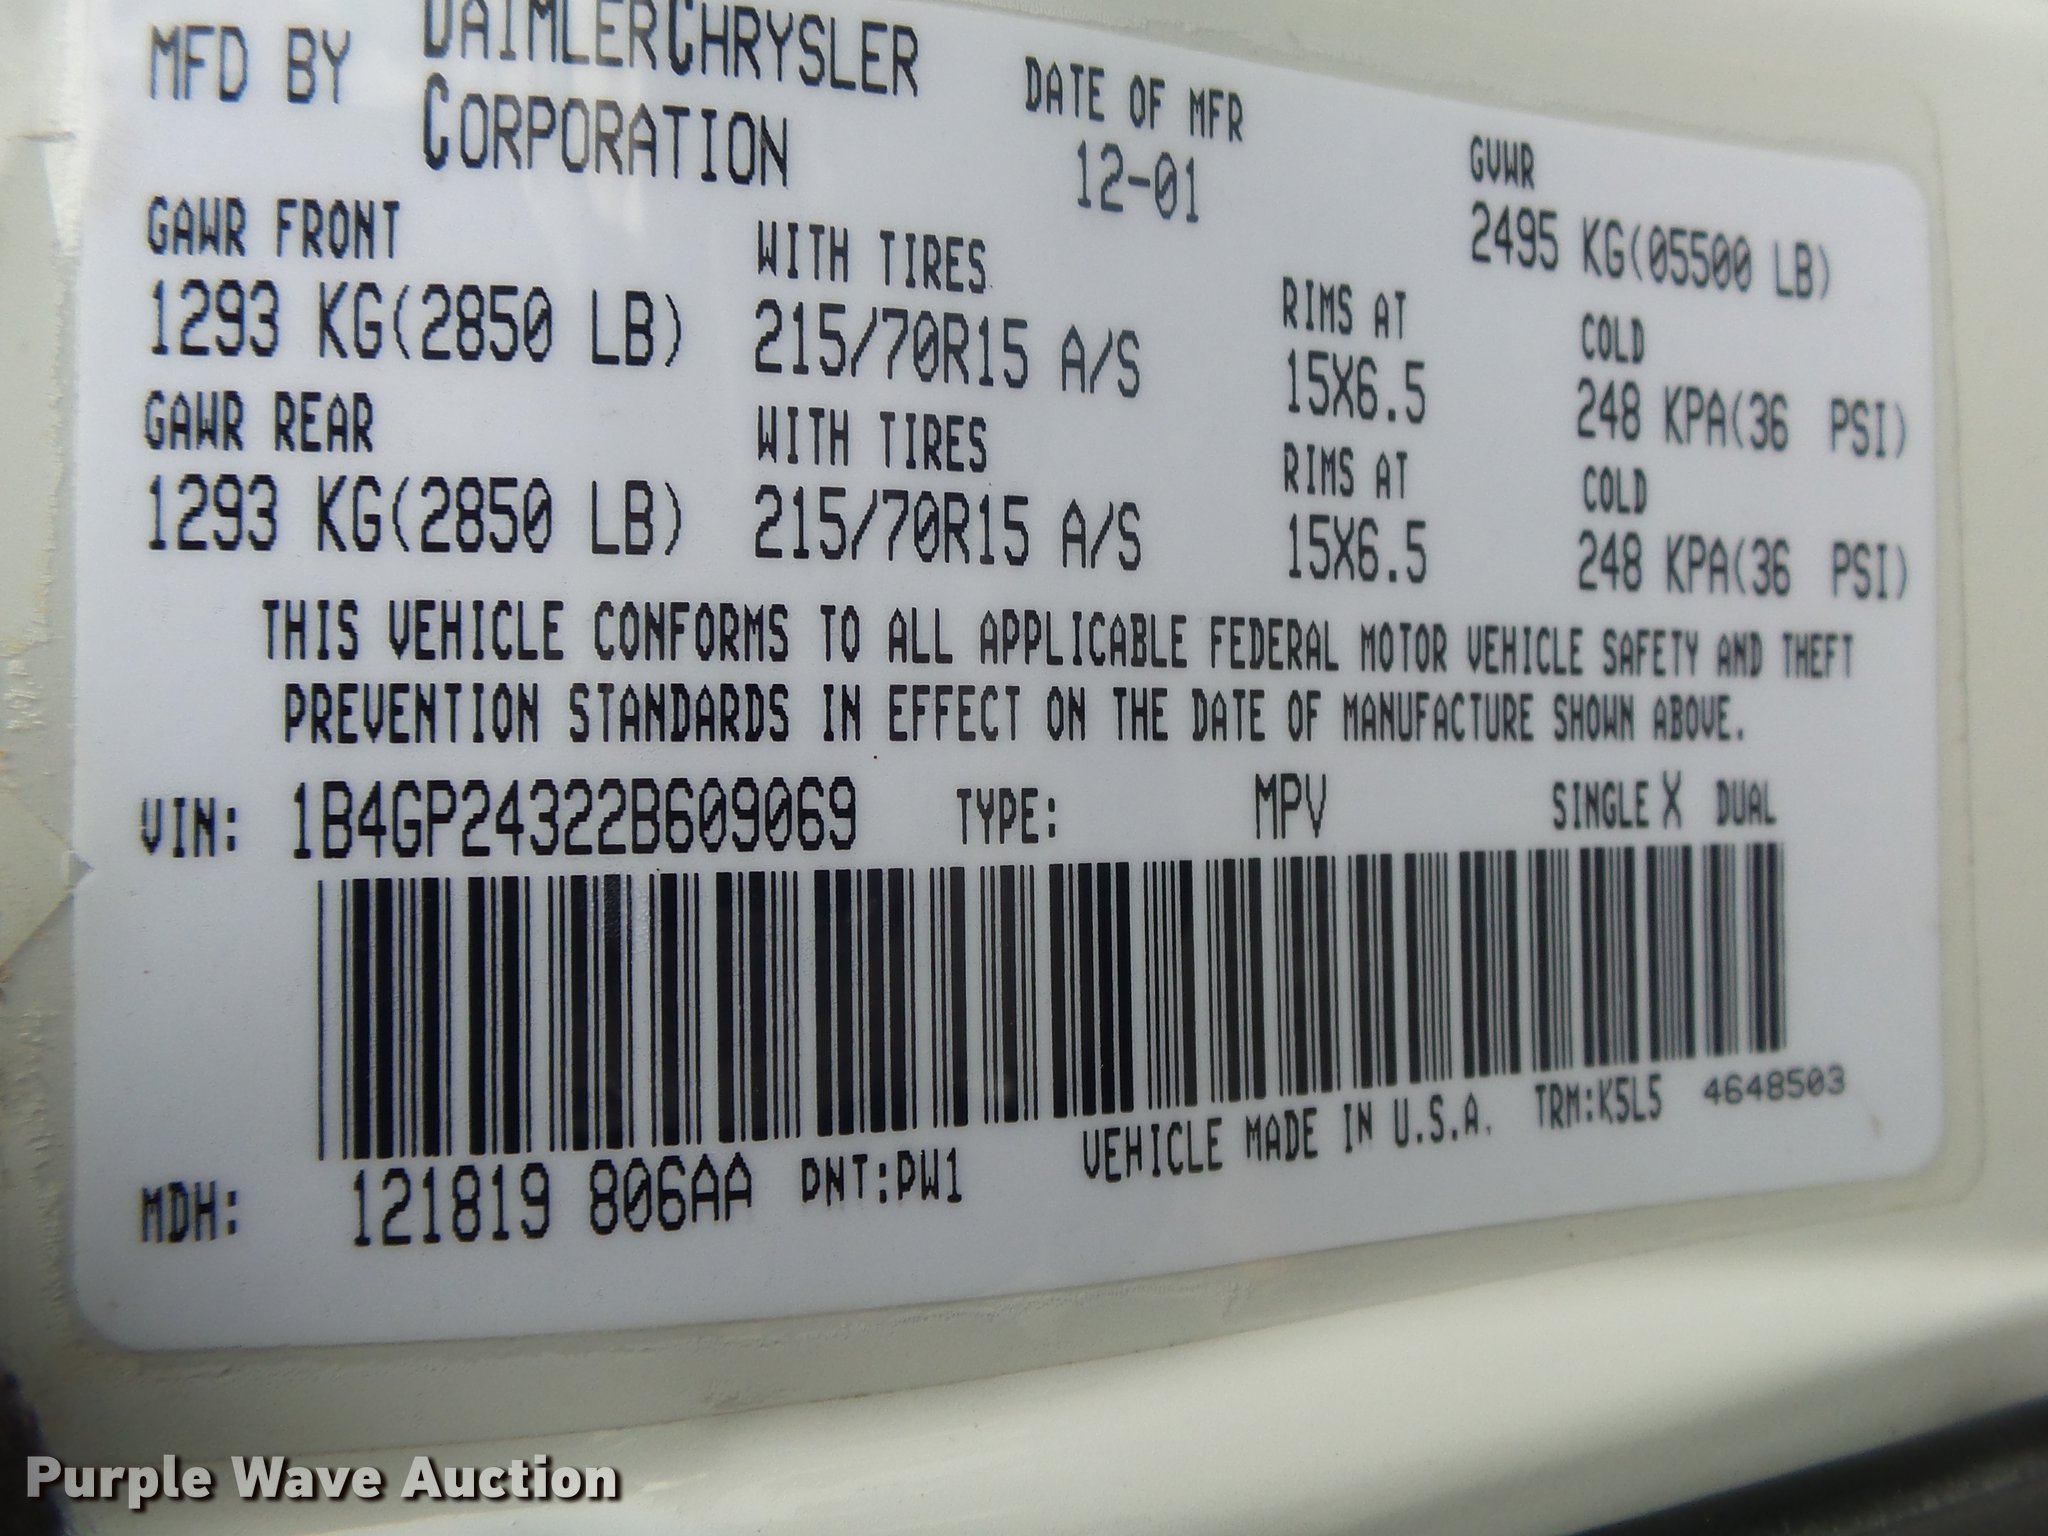 MFD BY DAIMLERCHRYSLER CORPORATION
DATE OF MFR
12-01
GVWR
2495 KG(05500 LB)
GAWR FRONT WITH TIRES RIMS AT COLD
1293 KG(2850 LB) 215/70R15 A/S 15X6.5 248 KPA(36 PSI)
GAWR REAR WITH TIRES RIMS AT COLD
1293 KG(2850 LB) 215/70R15 A/S 15X6.5 248 KPA(36 PSI)
THIS VEHICLE CONFORMS TO ALL APPLICABLE FEDERAL MOTOR VEHICLE SAFETY AND THEFT
PREVENTION STANDARDS IN EFFECT ON THE DATE OF MANUFACTURE SHOWN ABOVE.
VIN: 1B4GP24322B609069 TYPE: MPV SINGLE X DUAL
MDH: 121819 806AA PNT:PW1 VEHICLE MADE IN U.S.A. TRM:K5L5 4648503
Purple Wave Auction